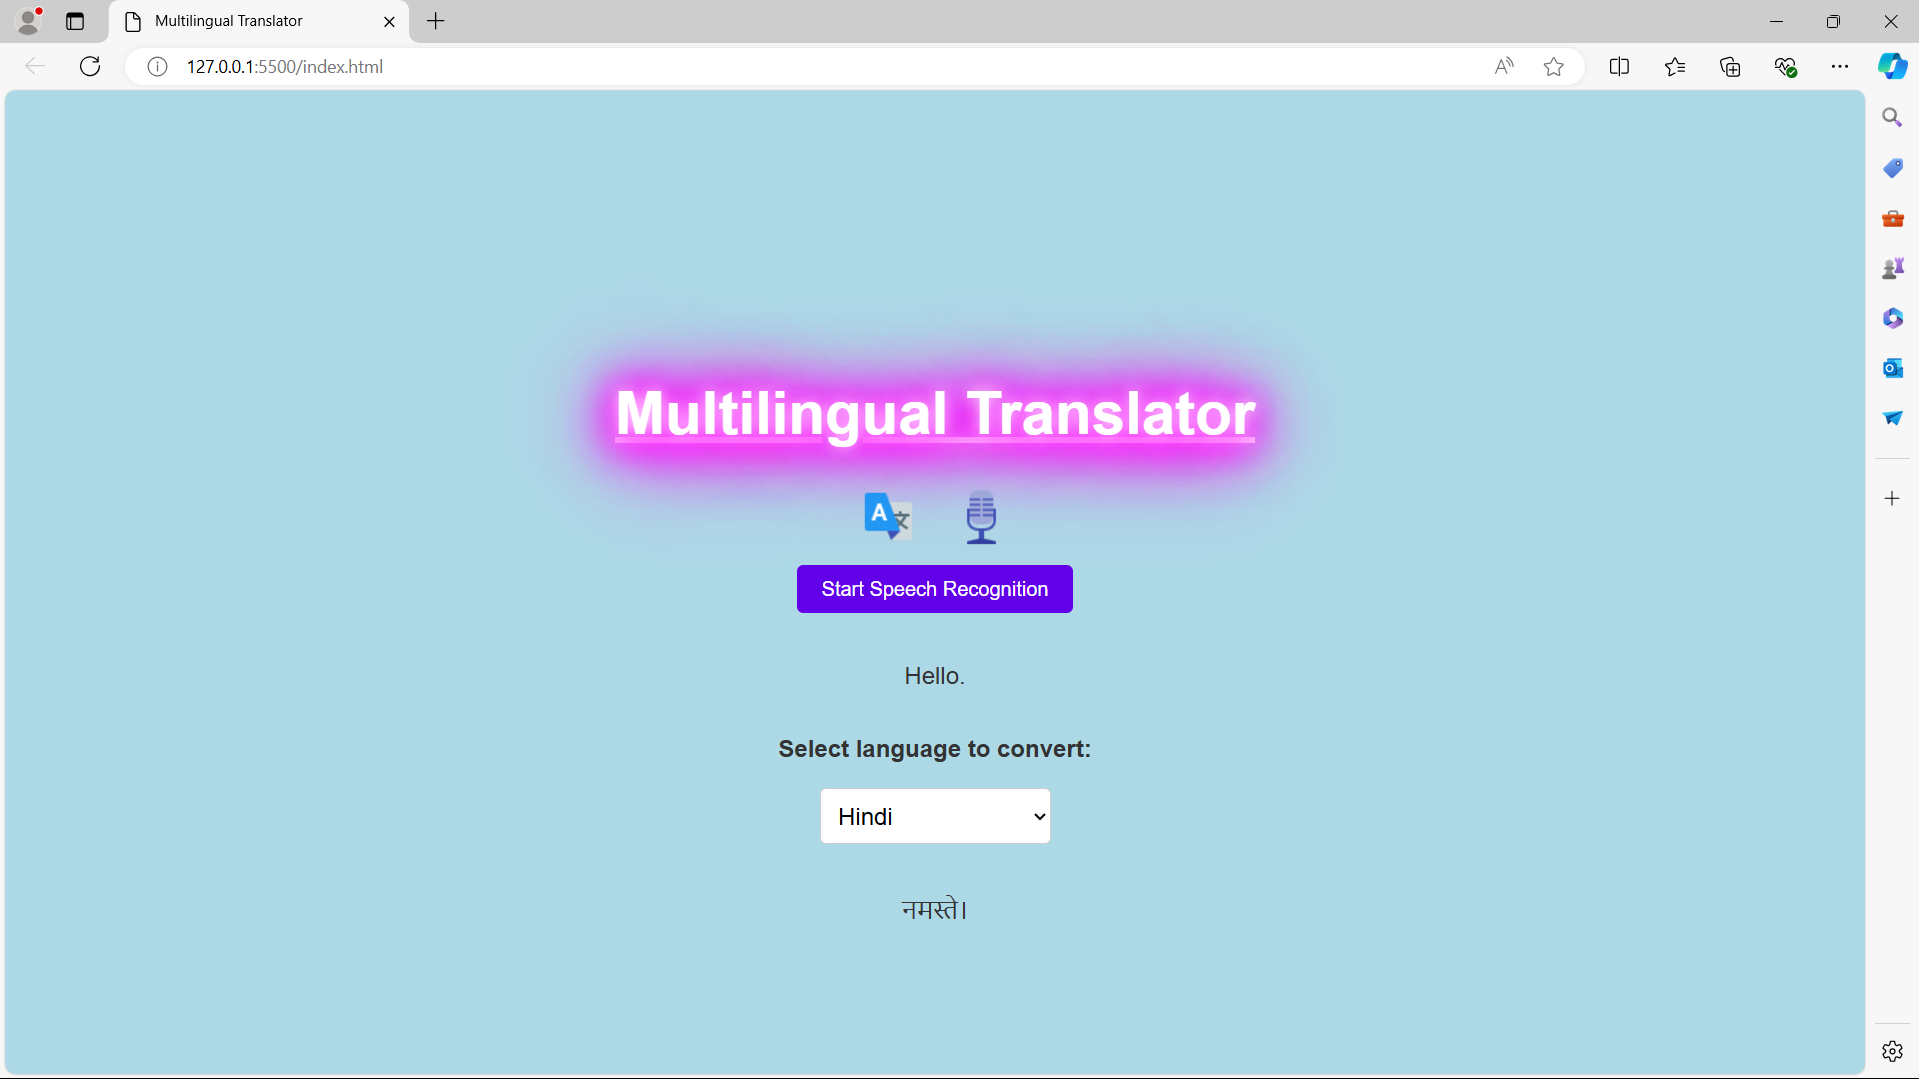 Multilingual Translator
127.0.0.1:5500/index.html
Multilingual Translator
A 文
Start Speech Recognition
Hello.
Select language to convert:
Hindi
नमस्ते।